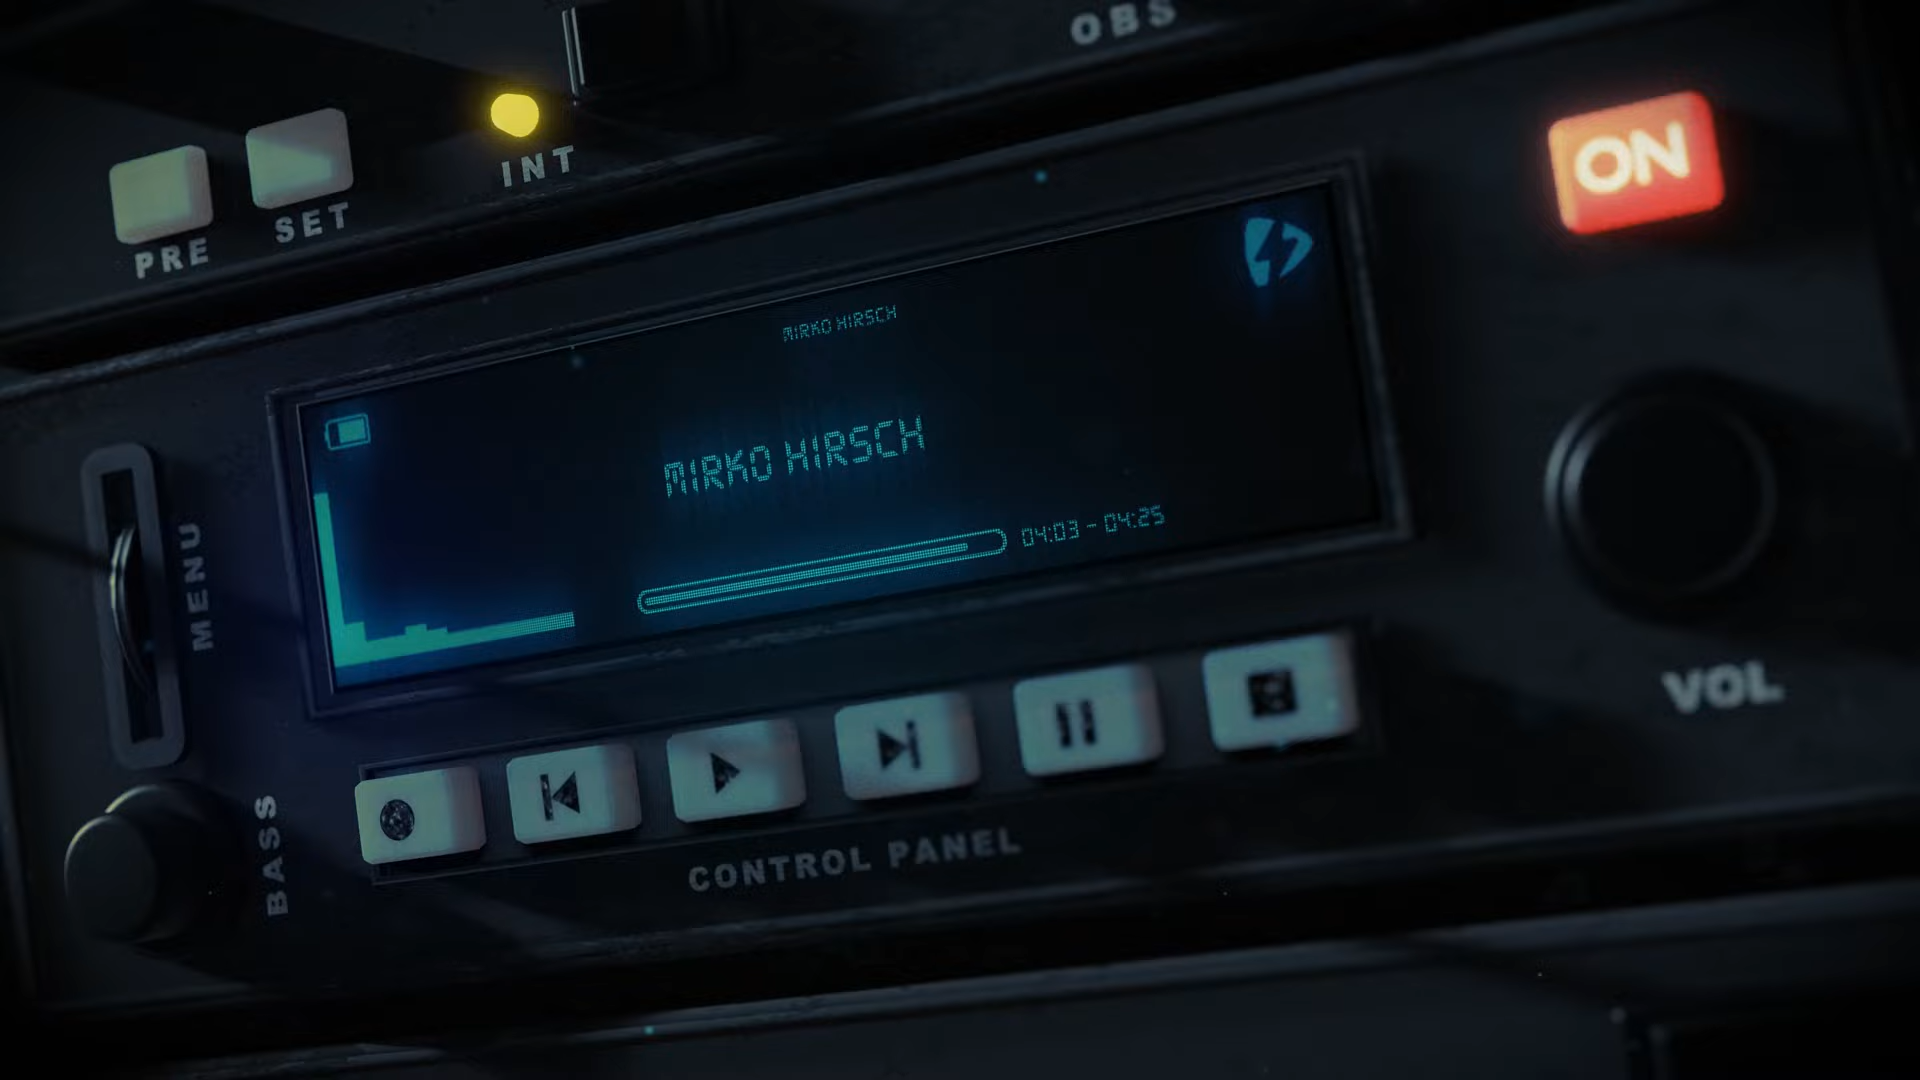 OBS
ON
INT
SET
PRE
MIRKO HIRSCH
MIRKO HIRSCH
04:03 - 04:25
MENU
VOL
BASS
CONTROL PANEL